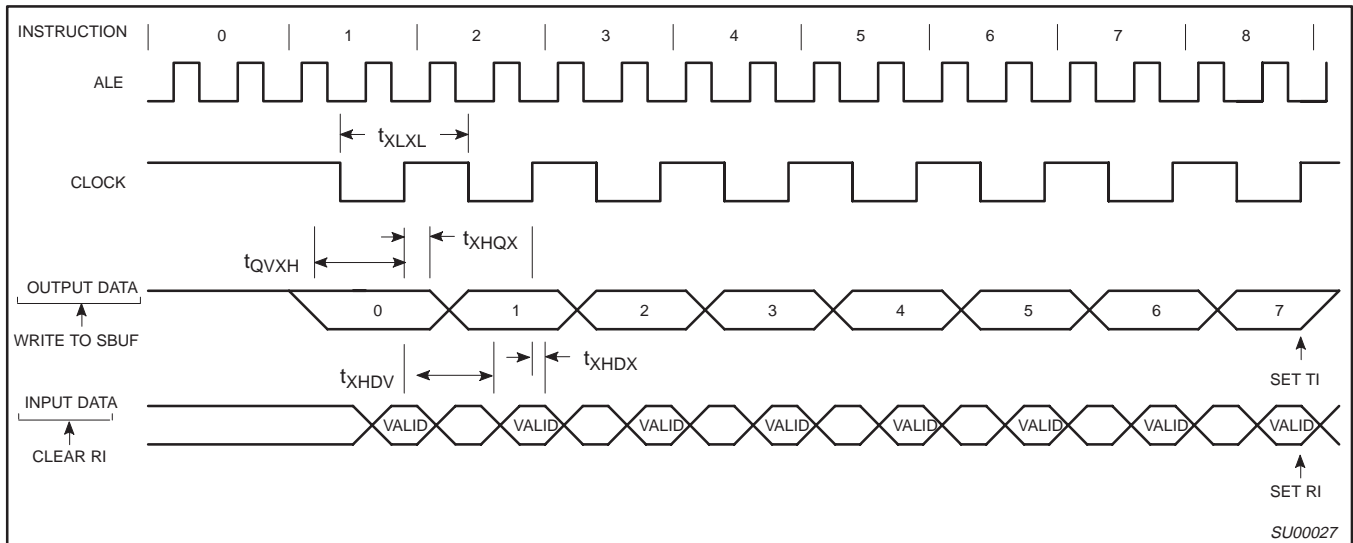 INSTRUCTION 0 1 2 3 4 5 6 7 8
ALE
tXLXL
CLOCK
tXHQX
tQVXH
OUTPUT DATA
0 1 2 3 4 5 6 7
WRITE TO SBUF
tXHDX
tXHDV
SET TI
INPUT DATA
VALID VALID VALID VALID VALID VALID VALID VALID
CLEAR RI
SET RI
SU00027